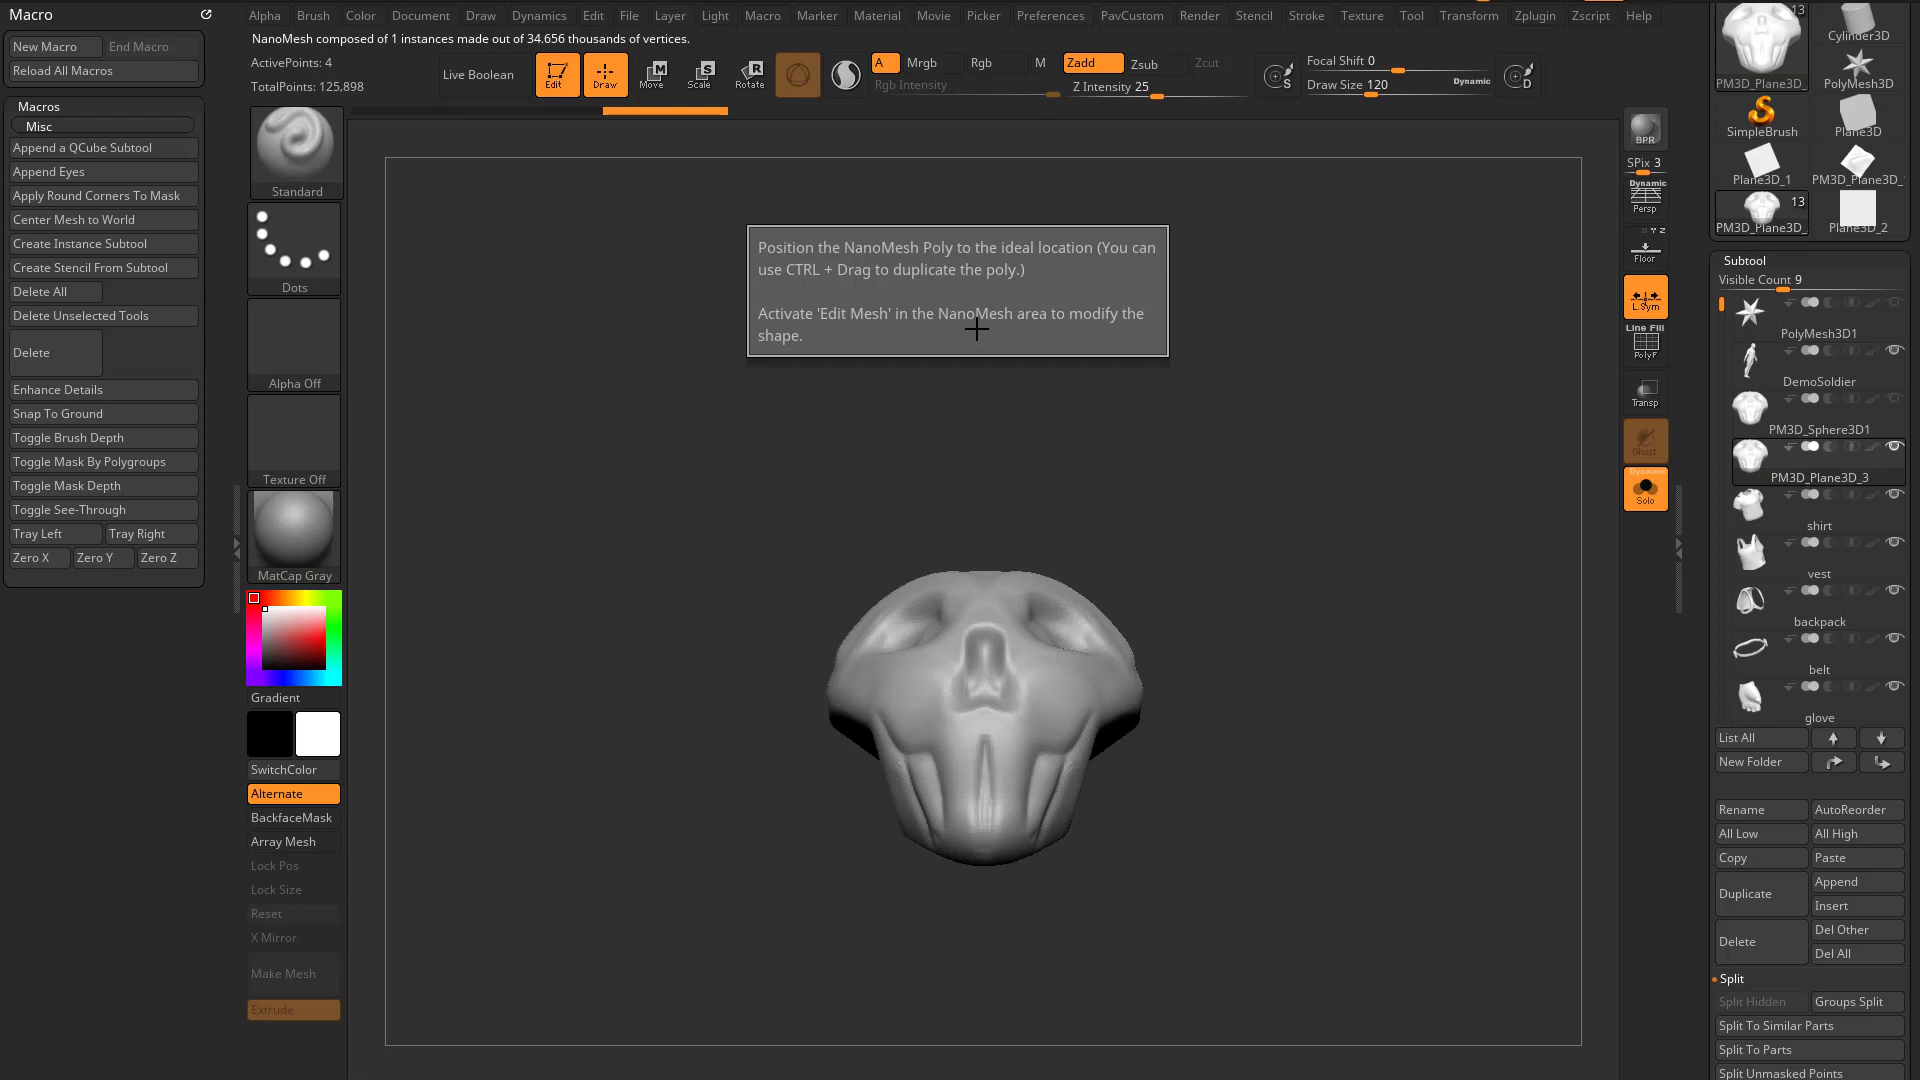 Macro
New Macro
End Macro
Reload All Macros
Macros
Misc
Append a QCube Subtool
Append Eyes
Apply Round Corners To Mask
Center Mesh to World
Create Instance Subtool
Create Stencil From Subtool
Delete All
Delete Unselected Tools
Delete
Enhance Details
Snap To Ground
Toggle Brush Depth
Toggle Mask By Polygroups
Toggle Mask Depth
Toggle See-Through
Tray Left
Tray Right
Zero X
Zero Y
Zero Z
Alpha
Brush
Color
Document
Draw
Dynamics
Edit
File
Layer
Light
Macro
Marker
Material
Movie
Picker
Preferences
PavCustom
Render
Stencil
Stroke
Texture
Tool
Transform
Zplugin
Zscript
Help
NanoMesh composed of 1 instances made out of 34.656 thousands of vertices.
ActivePoints: 4
TotalPoints: 125,898
Live Boolean
Edit
Draw
M
Move
S
Scale
R
Rotate
A
Mrgb
Rgb
M
Rgb Intensity
Zadd
Zsub
Zcut
Z Intensity 25
S
Focal Shift 0
Draw Size 120
Dynamic
D
Standard
Dots
Alpha Off
Texture Off
MatCap Gray
Gradient
SwitchColor
Alternate
BackfaceMask
Array Mesh
Lock Pos
Lock Size
Reset
X Mirror
Make Mesh
Extrude
Position the NanoMesh Poly to the ideal location (You can
use CTRL + Drag to duplicate the poly.)
Activate 'Edit Mesh' in the NanoMesh area to modify the
shape.
BPR
SPix 3
Dynamic
Persp
X Y Z
Floor
L.Sym
Line Fill
PolyF
Transp
Ghost
Dynamic
Solo
13
PM3D_Plane3D_
Cylinder3D
PolyMesh3D
SimpleBrush
Plane3D
Plane3D_1
PM3D_Plane3D_
13
PM3D_Plane3D_
Plane3D_2
Subtool
Visible Count 9
PolyMesh3D1
DemoSoldier
PM3D_Sphere3D1
PM3D_Plane3D_3
shirt
vest
backpack
belt
glove
List All
New Folder
Rename
AutoReorder
All Low
All High
Copy
Paste
Duplicate
Append
Insert
Delete
Del Other
Del All
Split
Split Hidden
Groups Split
Split To Similar Parts
Split To Parts
Split Unmasked Points